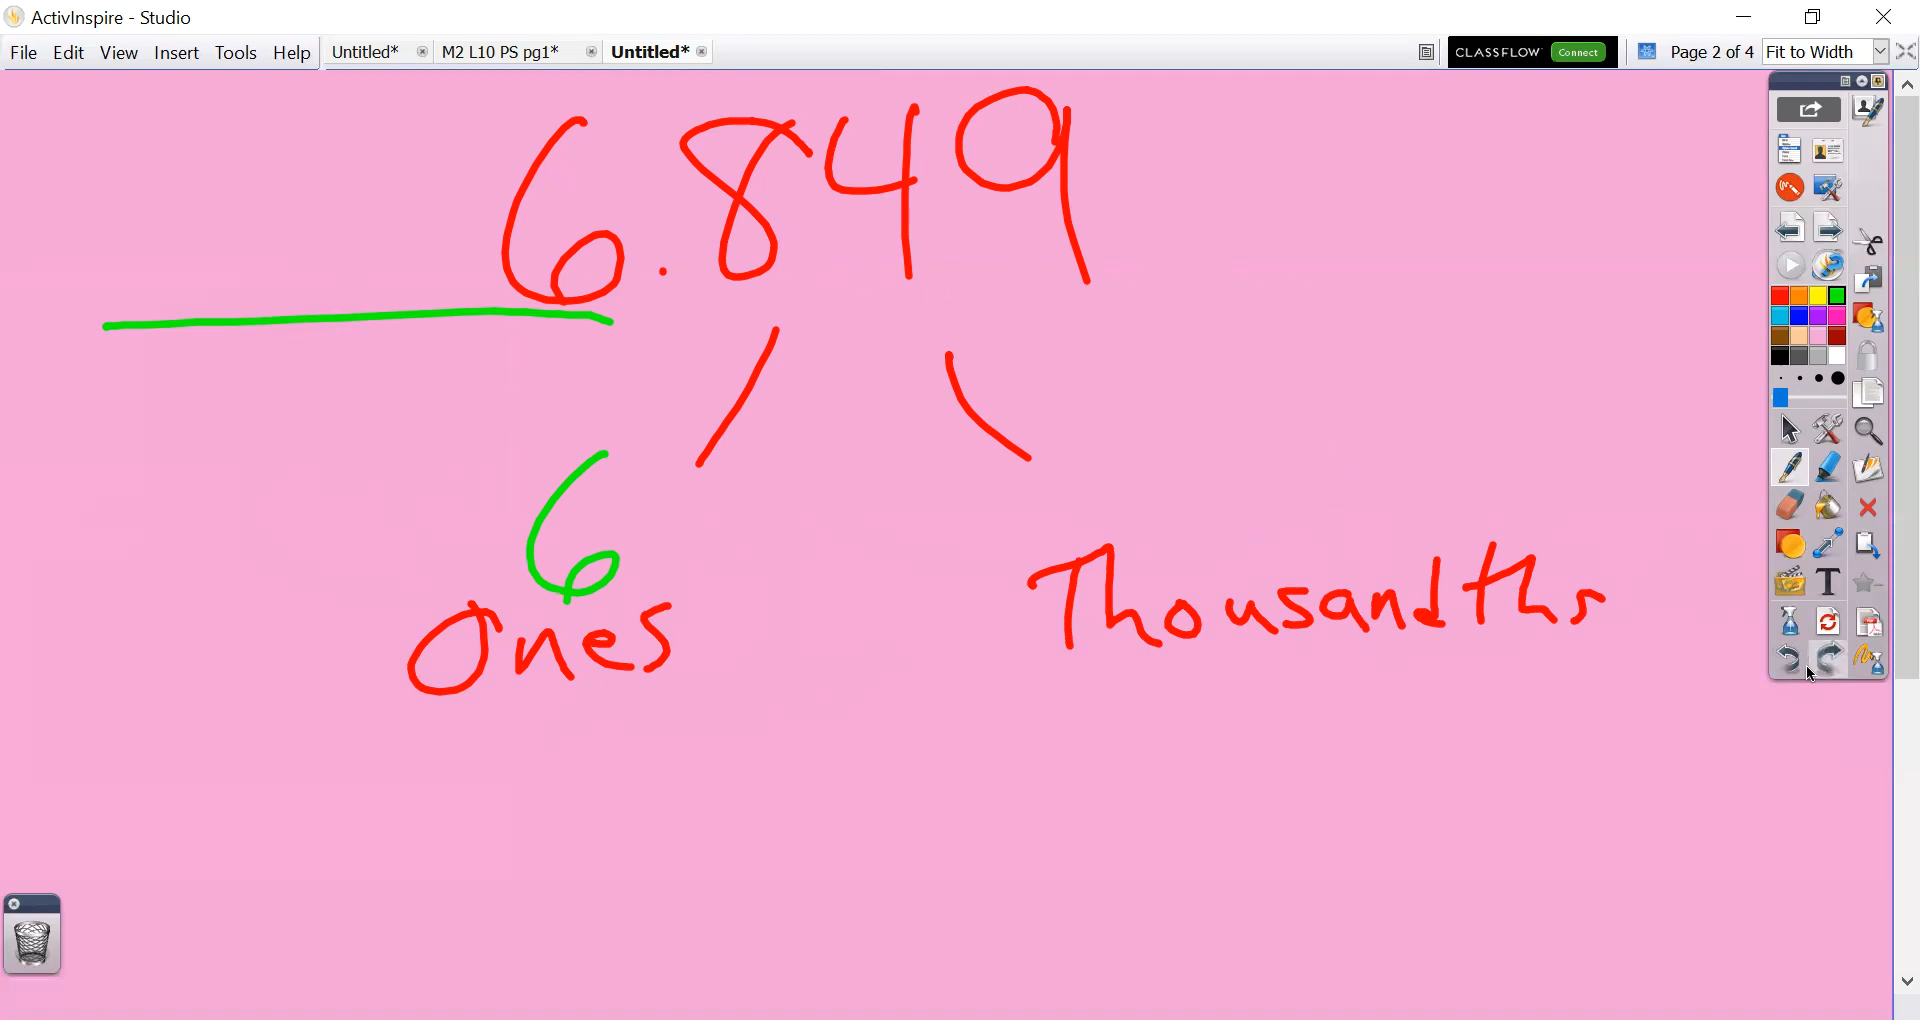 ActivInspire - Studio
File Edit View Insert Tools Help Untitled* M2 L10 PS pg1* Untitled* CLASSFLOW Connect Page 2 of 4 Fit to Width
6.849
6
Ones Thousandths
T